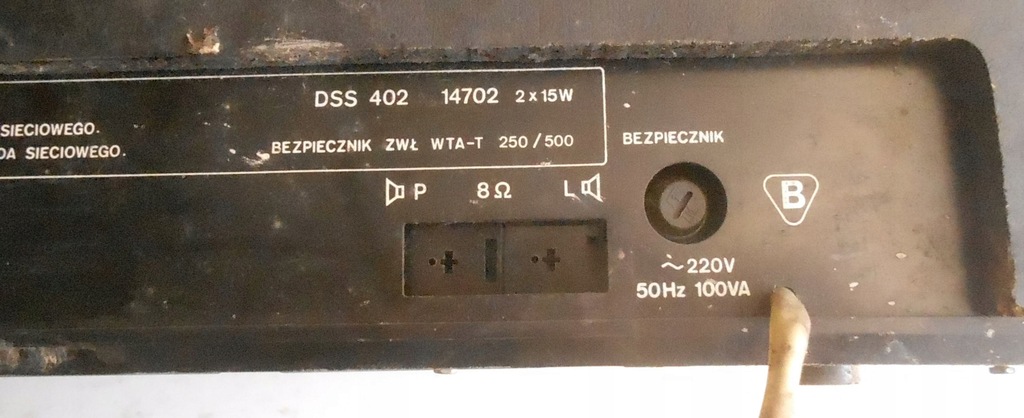 DSS 402 14702 2x15W
SIECIOWEGO.
DA SIECIOWEGO.
BEZPIECZNIK ZWŁ WTA-T 250/500
BEZPIECZNIK
P 8Ω L
B
~220V
50Hz 100VA